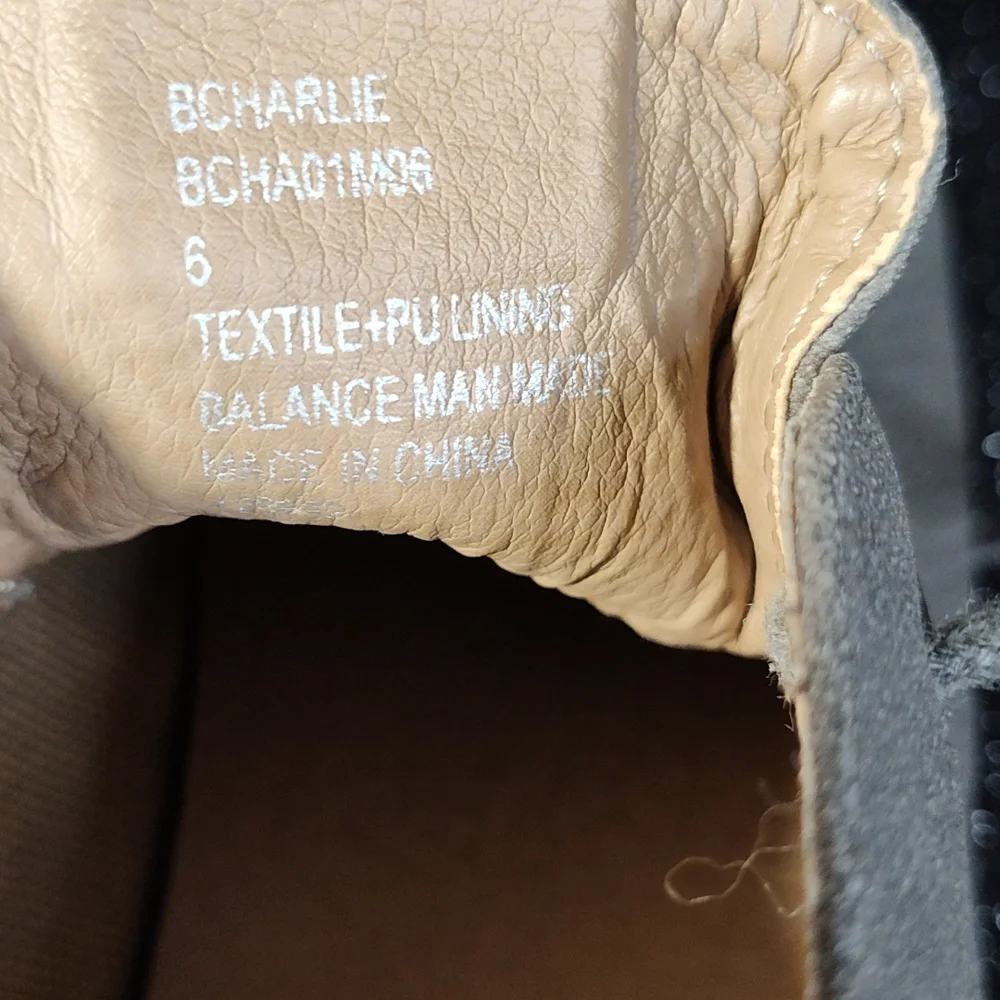 BCHARLIE
BCHA01M06
6
TEXTILE+PU LINING
BALANCE MAN MADE
MADE IN CHINA